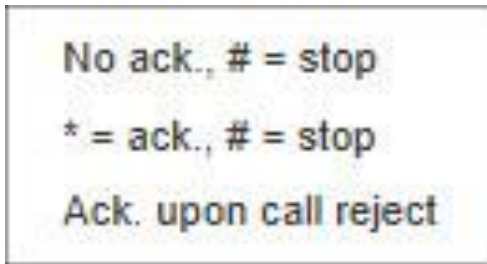 No ack., # = stop
* = ack., # = stop
Ack. upon call reject